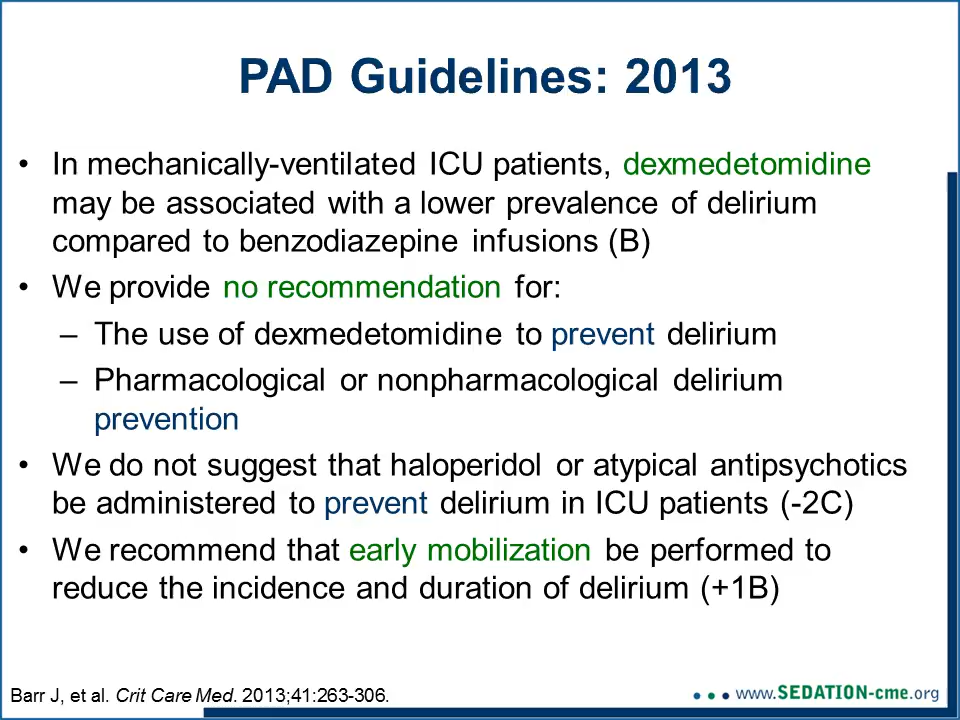 PAD Guidelines: 2013
• In mechanically-ventilated ICU patients, dexmedetomidine
may be associated with a lower prevalence of delirium
compared to benzodiazepine infusions (B)
• We provide no recommendation for:
– The use of dexmedetomidine to prevent delirium
– Pharmacological or nonpharmacological delirium
prevention
• We do not suggest that haloperidol or atypical antipsychotics
be administered to prevent delirium in ICU patients (-2C)
• We recommend that early mobilization be performed to
reduce the incidence and duration of delirium (+1B)
Barr J, et al. Crit Care Med. 2013;41:263-306.
www.SEDATION-cme.org